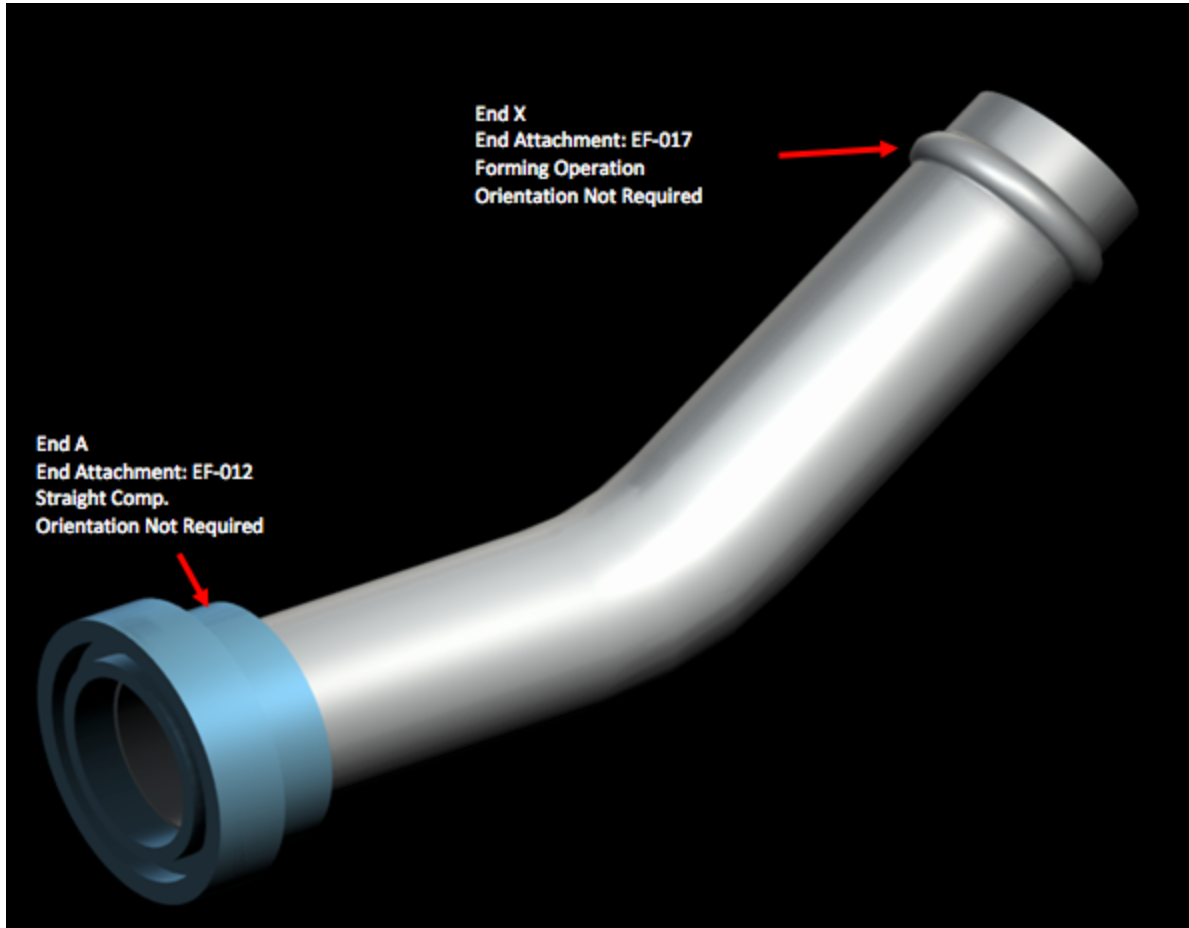 End X
End Attachment: EF-017
Forming Operation
Orientation Not Required
End A
End Attachment: EF-012
Straight Comp.
Orientation Not Required